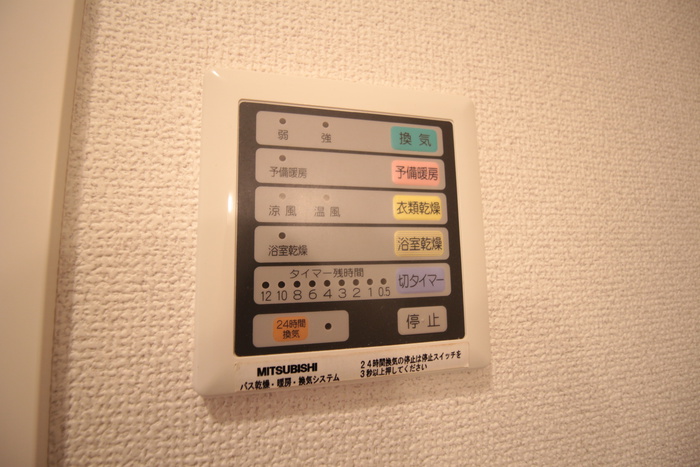 弱 強 換気
予備暖房 予備暖房
涼風 温風 衣類乾燥
浴室乾燥 浴室乾燥
タイマー残時間
12 10 8 6 4 3 2 1 0.5 切タイマー
24時間
換気
停止
MITSUBISHI
バス乾燥・暖房・換気システム
24時間換気の停止は停止スイッチを
3秒以上押してください